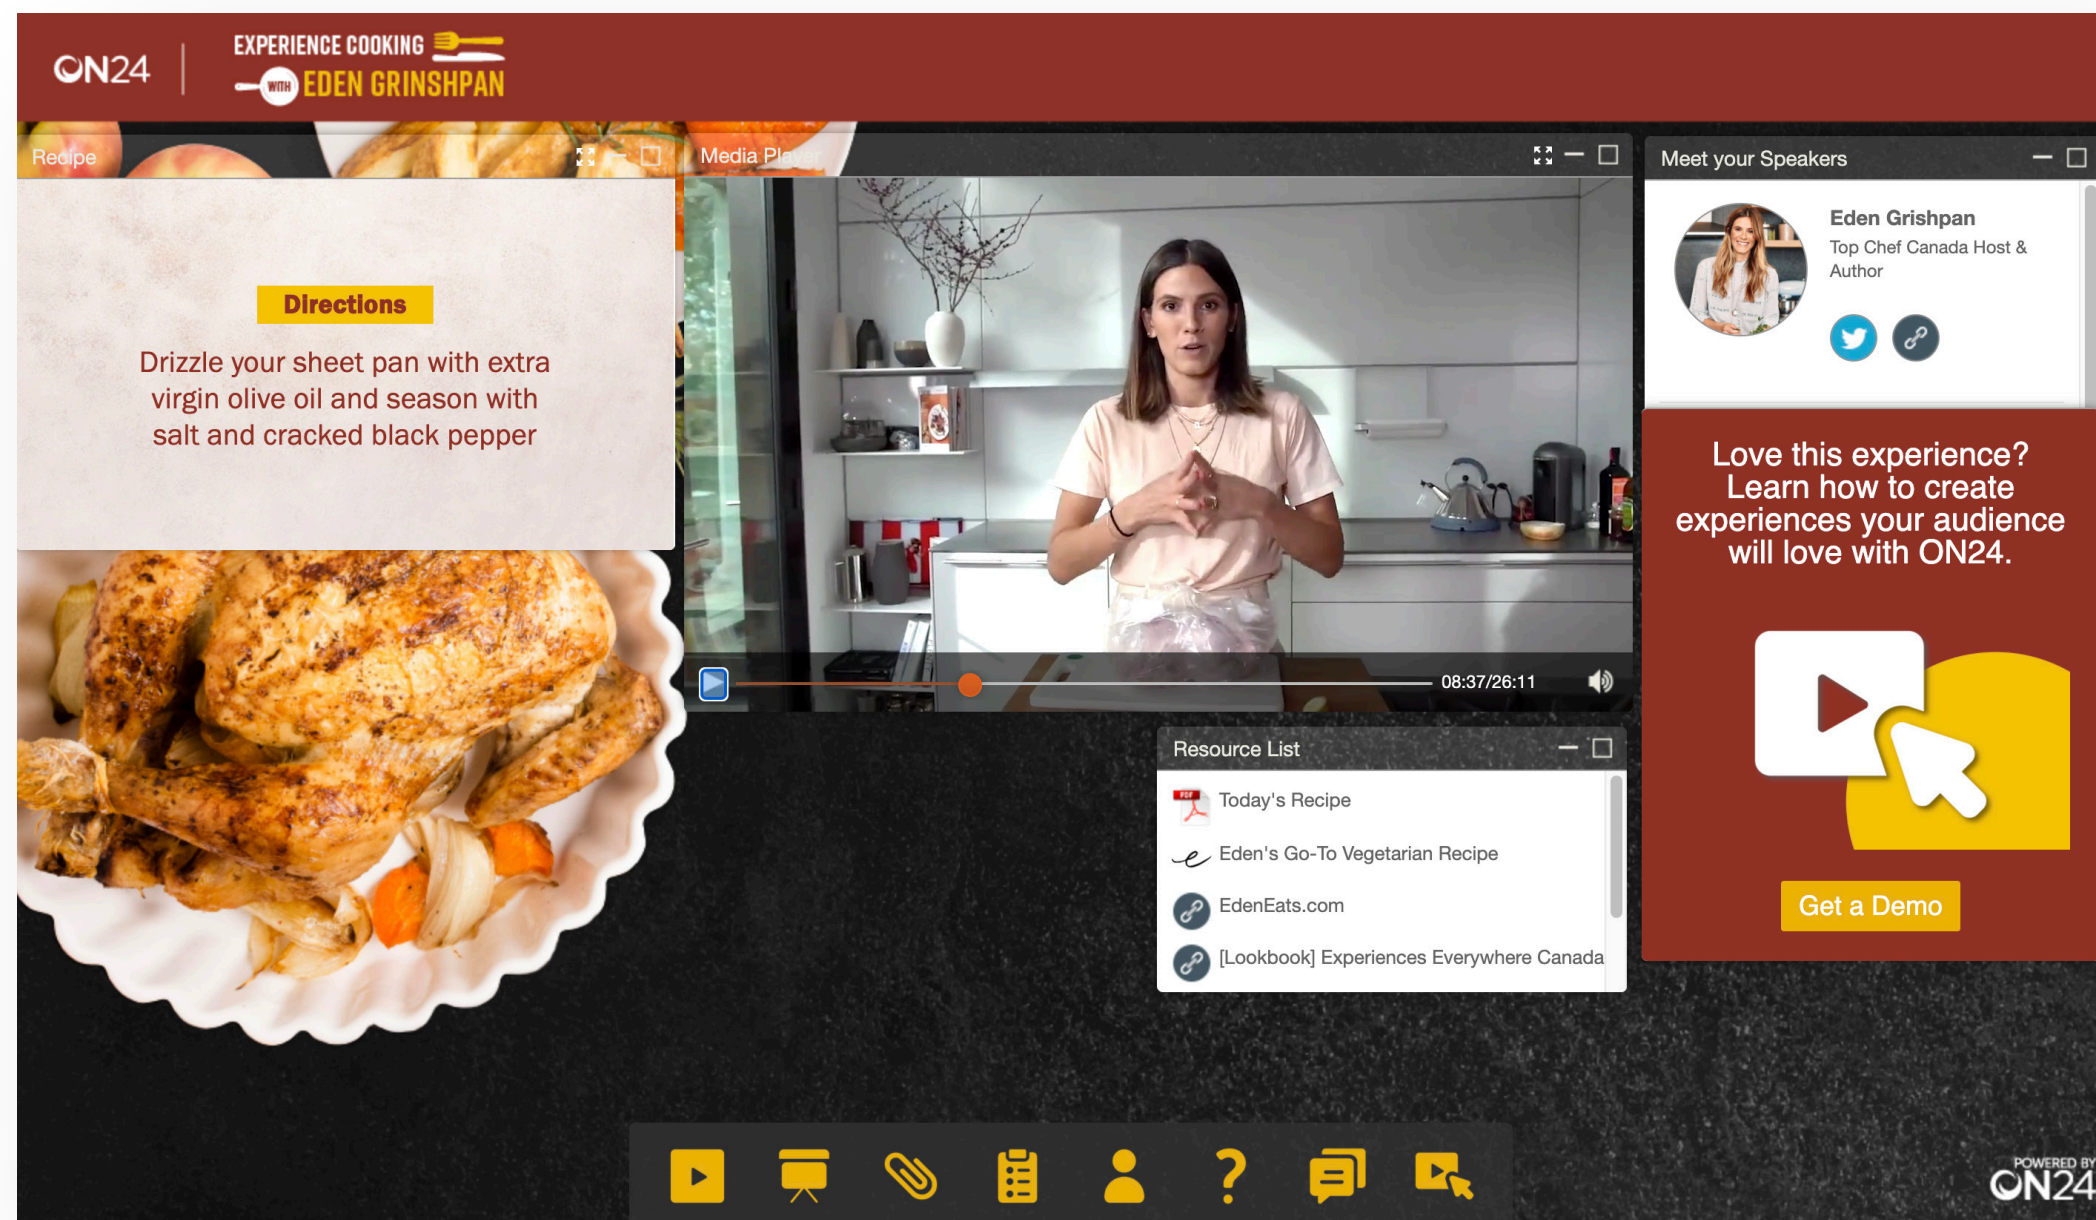 ON24
EXPERIENCE COOKING
WITH EDEN GRINSHPAN
Recipe
Directions
Drizzle your sheet pan with extra
virgin olive oil and season with
salt and cracked black pepper
Media Player
08:37/26:11
Meet your Speakers
Eden Grishpan
Top Chef Canada Host &
Author
Love this experience?
Learn how to create
experiences your audience
will love with ON24.
Get a Demo
Resource List
PDF
Today's Recipe
Eden's Go-To Vegetarian Recipe
EdenEats.com
[Lookbook] Experiences Everywhere Canada
?
POWERED BY
ON24